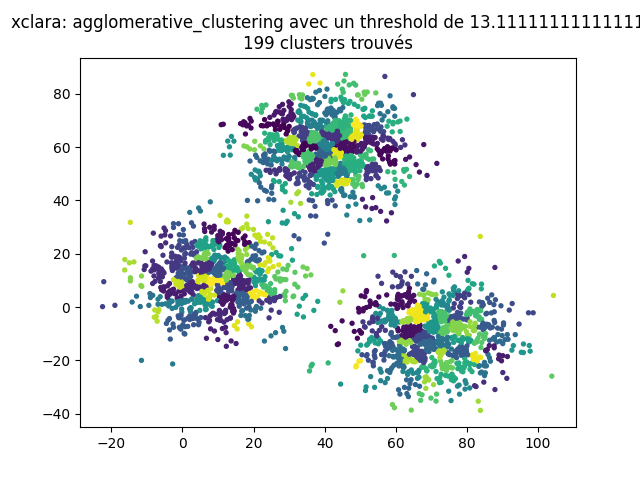 xclara: agglomerative_clustering avec un threshold de 13.11111111111111
199 clusters trouvés
80
60
40
20
0
−20
−40
−20 0 20 40 60 80 100